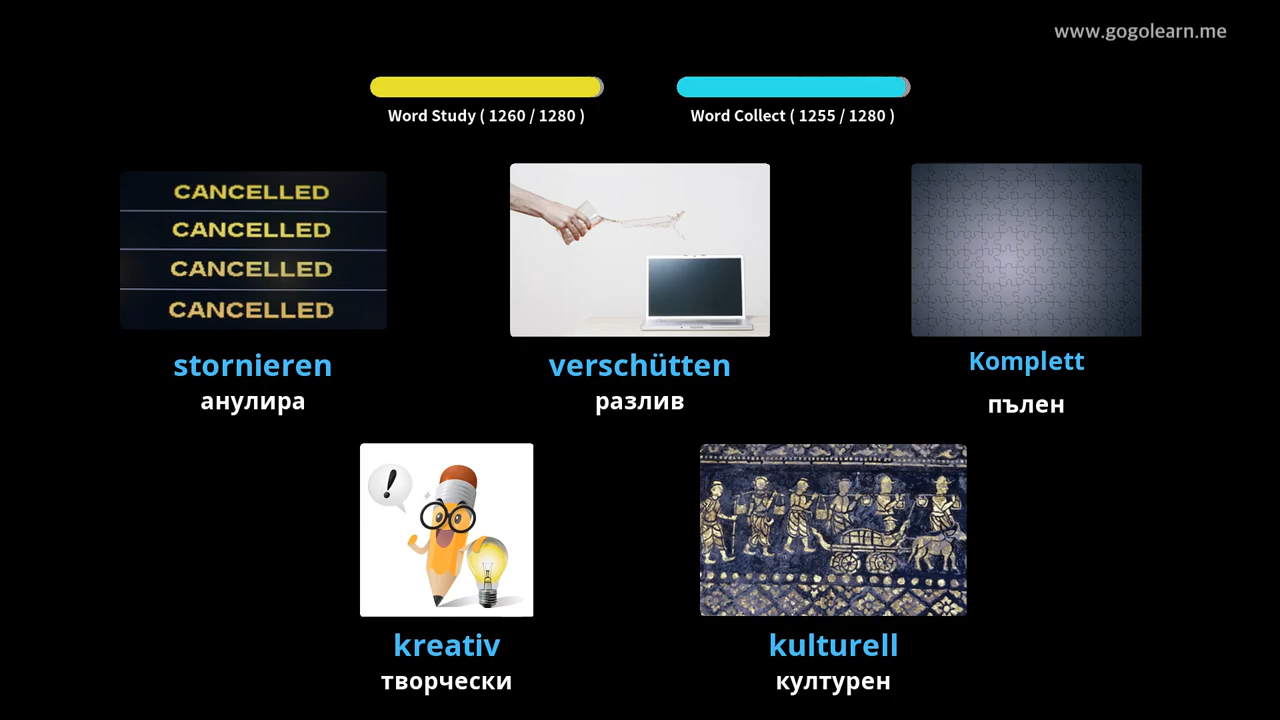 www.gogolearn.me
Word Study ( 1260 / 1280 )
Word Collect ( 1255 / 1280 )
CANCELLED
CANCELLED
CANCELLED
CANCELLED
stornieren
анулира
verschütten
разлив
Komplett
пълен
!
kreativ
творчески
kulturell
културен